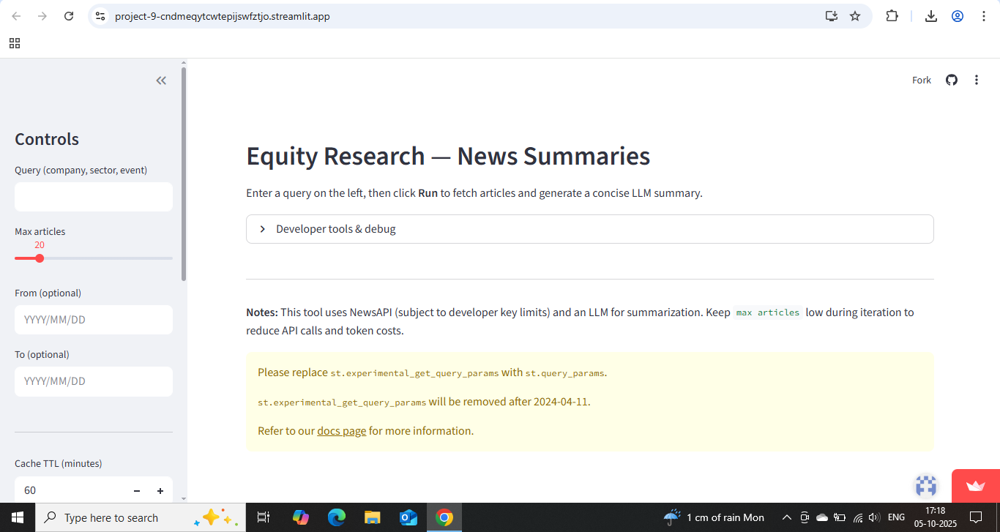 project-9-cndmeqytcwtepijswfztjo.streamlit.app
Fork
Controls
Query (company, sector, event)
Max articles
20
From (optional)
YYYY/MM/DD
To (optional)
YYYY/MM/DD
Cache TTL (minutes)
60
Equity Research — News Summaries
Enter a query on the left, then click Run to fetch articles and generate a concise LLM summary.
Developer tools & debug
Notes: This tool uses NewsAPI (subject to developer key limits) and an LLM for summarization. Keep max articles low during iteration to
reduce API calls and token costs.
Please replace st.experimental_get_query_params with st.query_params.
st.experimental_get_query_params will be removed after 2024-04-11.
Refer to our docs page for more information.
Type here to search
1 cm of rain Mon
ENG
17:18
05-10-2025